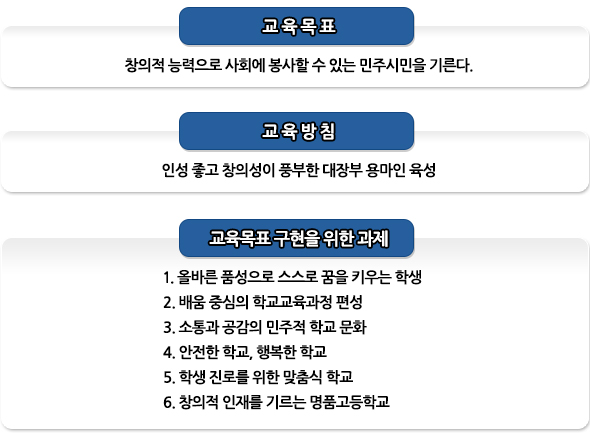 교육목표
창의적 능력으로 사회에 봉사할 수 있는 민주시민을 기른다.
교육방침
인성 좋고 창의성이 풍부한 대장부 용마인 육성
교육목표 구현을 위한 과제
1. 올바른 품성으로 스스로 꿈을 키우는 학생
2. 배움 중심의 학교교육과정 편성
3. 소통과 공감의 민주적 학교 문화
4. 안전한 학교, 행복한 학교
5. 학생 진로를 위한 맞춤식 학교
6. 창의적 인재를 기르는 명품고등학교